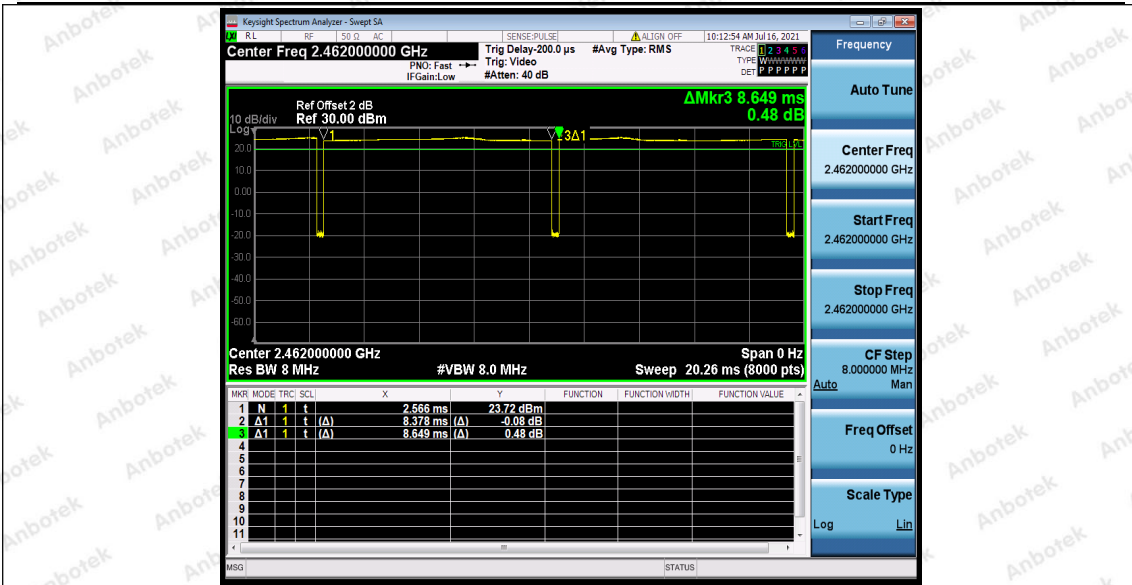 Keysight Spectrum Analyzer - Swept SA
LXI RL RF 50 Ω AC SENSE:PULSE ALIGN OFF 10:12:54 AM Jul 16, 2021
Center Freq 2.462000000 GHz
PNO: Fast
IFGain:Low
Trig Delay-200.0 µs
Trig: Video
#Atten: 40 dB
#Avg Type: RMS
TRACE 1 2 3 4 5 6
TYPE WWWWWW
DET P P P P P P
Ref Offset 2 dB
10 dB/div Ref 30.00 dBm
ΔMkr3 8.649 ms
0.48 dB
Log
1
3Δ1
TRIG LVL
20.0
10.0
0.00
-10.0
-20.0
-30.0
-40.0
-50.0
-60.0
Center 2.462000000 GHz Span 0 Hz
Res BW 8 MHz #VBW 8.0 MHz Sweep 20.26 ms (8000 pts)
MKR MODE TRC SCL X Y FUNCTION FUNCTION WIDTH FUNCTION VALUE
1 N 1 t 2.566 ms 23.72 dBm
2 Δ1 1 t (Δ) 8.378 ms (Δ) -0.08 dB
3 Δ1 1 t (Δ) 8.649 ms (Δ) 0.48 dB
4
5
6
7
8
9
10
11
MSG STATUS
Frequency
Auto Tune
Center Freq
2.462000000 GHz
Start Freq
2.462000000 GHz
Stop Freq
2.462000000 GHz
CF Step
8.000000 MHz
Auto Man
Freq Offset
0 Hz
Scale Type
Log Lin
Anbotek